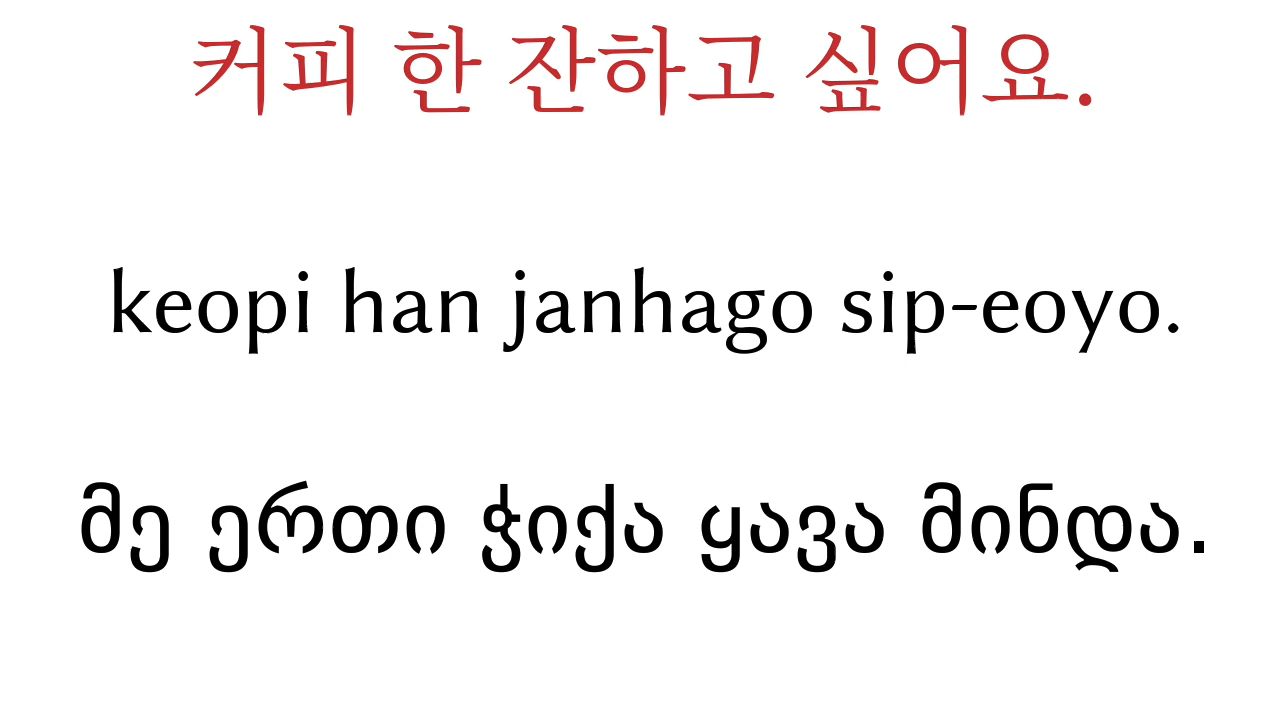 커피 한 잔하고 싶어요.
keopi han janhago sip-eoyo.
მე ერთი ჭიქა ყავა მინდა.